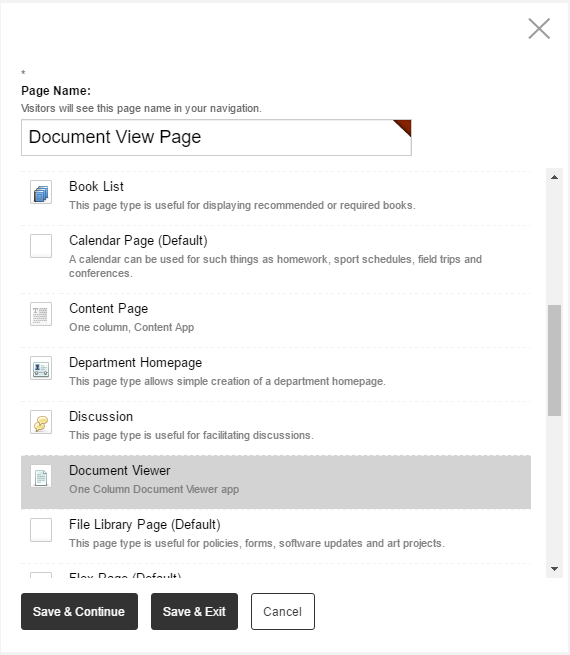 *
Page Name:
Visitors will see this page name in your navigation.
Document View Page
Book List
This page type is useful for displaying recommended or required books.
Calendar Page (Default)
A calendar can be used for such things as homework, sport schedules, field trips and
conferences.
Content Page
One column, Content App
Department Homepage
This page type allows simple creation of a department homepage.
Discussion
This page type is useful for facilitating discussions.
Document Viewer
One Column Document Viewer app
File Library Page (Default)
This page type is useful for policies, forms, software updates and art projects.
Flex Page (Default)
Save & Continue
Save & Exit
Cancel